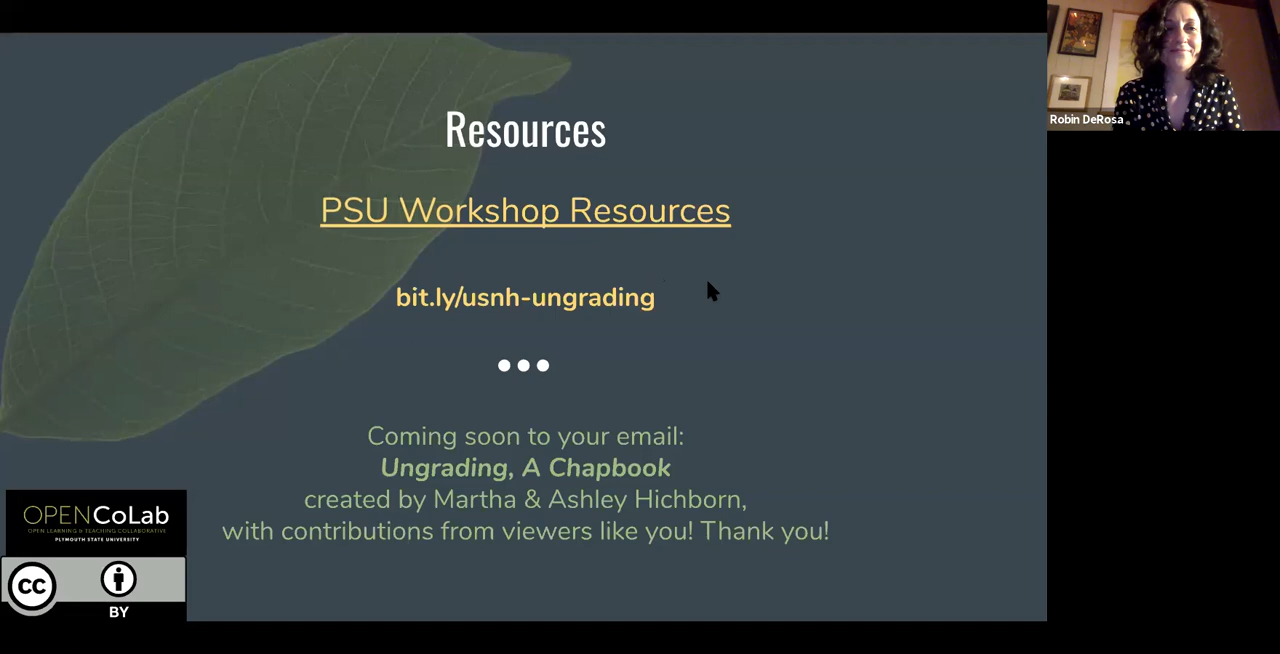 Resources
PSU Workshop Resources
bit.ly/usnh-ungrading
Coming soon to your email:
Ungrading, A Chapbook
created by Martha & Ashley Hichborn,
with contributions from viewers like you! Thank you!
OPENCoLab
OPEN LEARNING & TEACHING COLLABORATIVE
PLYMOUTH STATE UNIVERSITY
CC
BY
Robin DeRosa